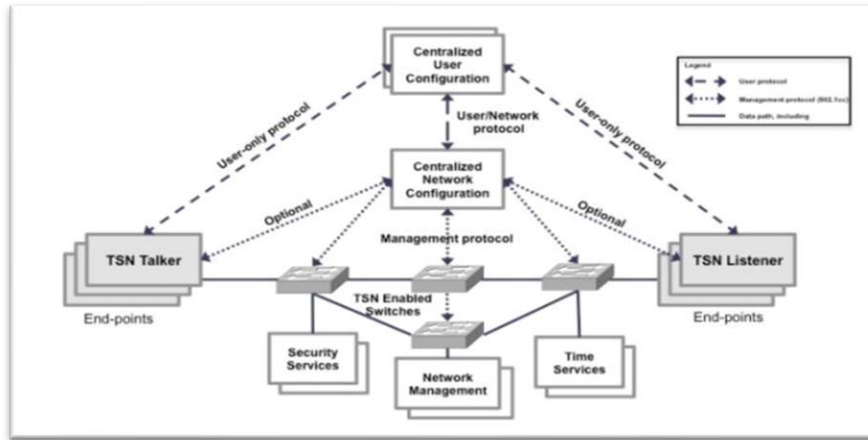 Centralized
User
Configuration
Legend
User protocol
Management protocol (802.1cc)
Data path, including
User-only protocol
User/Network
protocol
User-only protocol
Centralized
Network
Configuration
Optional
Optional
Management protocol
TSN Talker
TSN Listener
End-points
TSN Enabled
Switches
End-points
Security
Services
Network
Management
Time
Services